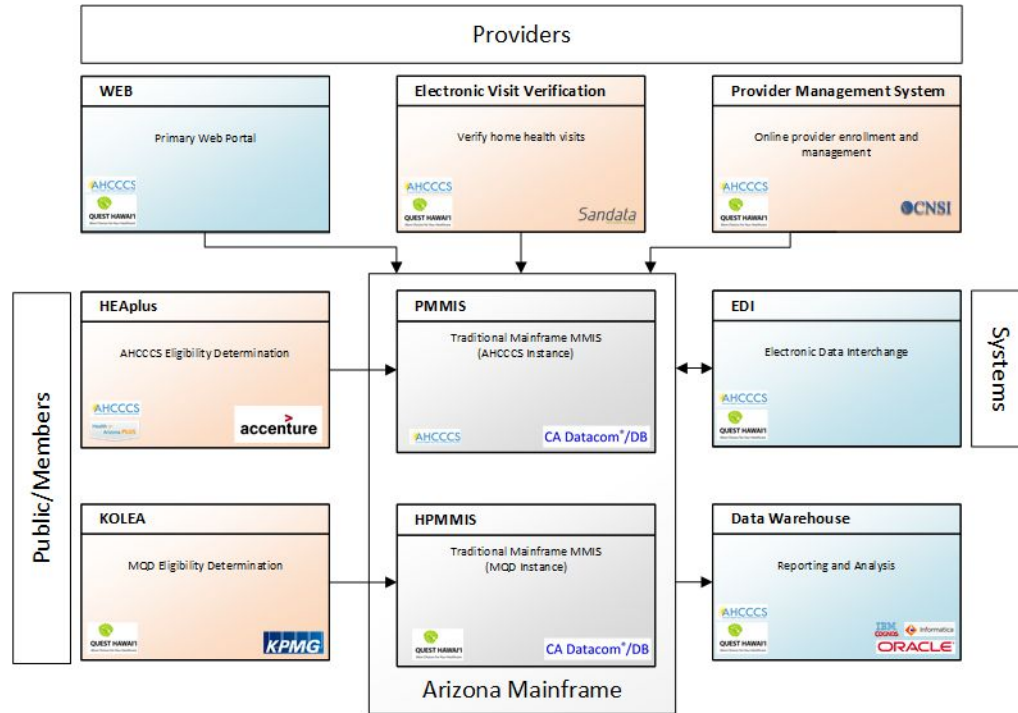 Providers
WEB
Primary Web Portal
AHCCCS
QUEST HAWAI'I
Electronic Visit Verification
Verify home health visits
AHCCCS
QUEST HAWAI'I
Sandata
Provider Management System
Online provider enrollment and
management
AHCCCS
QUEST HAWAI'I
CNSI
Public/Members
HEAplus
AHCCCS Eligibility Determination
AHCCCS
Health-e
Arizona PLUS
accenture
PMMIS
Traditional Mainframe MMIS
(AHCCCS Instance)
AHCCCS
CA Datacom®/DB
EDI
Electronic Data Interchange
AHCCCS
QUEST HAWAI'I
Systems
KOLEA
MQD Eligibility Determination
QUEST HAWAI'I
KPMG
HPMMIS
Traditional Mainframe MMIS
(MQD Instance)
QUEST HAWAI'I
CA Datacom®/DB
Data Warehouse
Reporting and Analysis
AHCCCS
QUEST HAWAI'I
IBM
COGNOS
Informatica
ORACLE
Arizona Mainframe